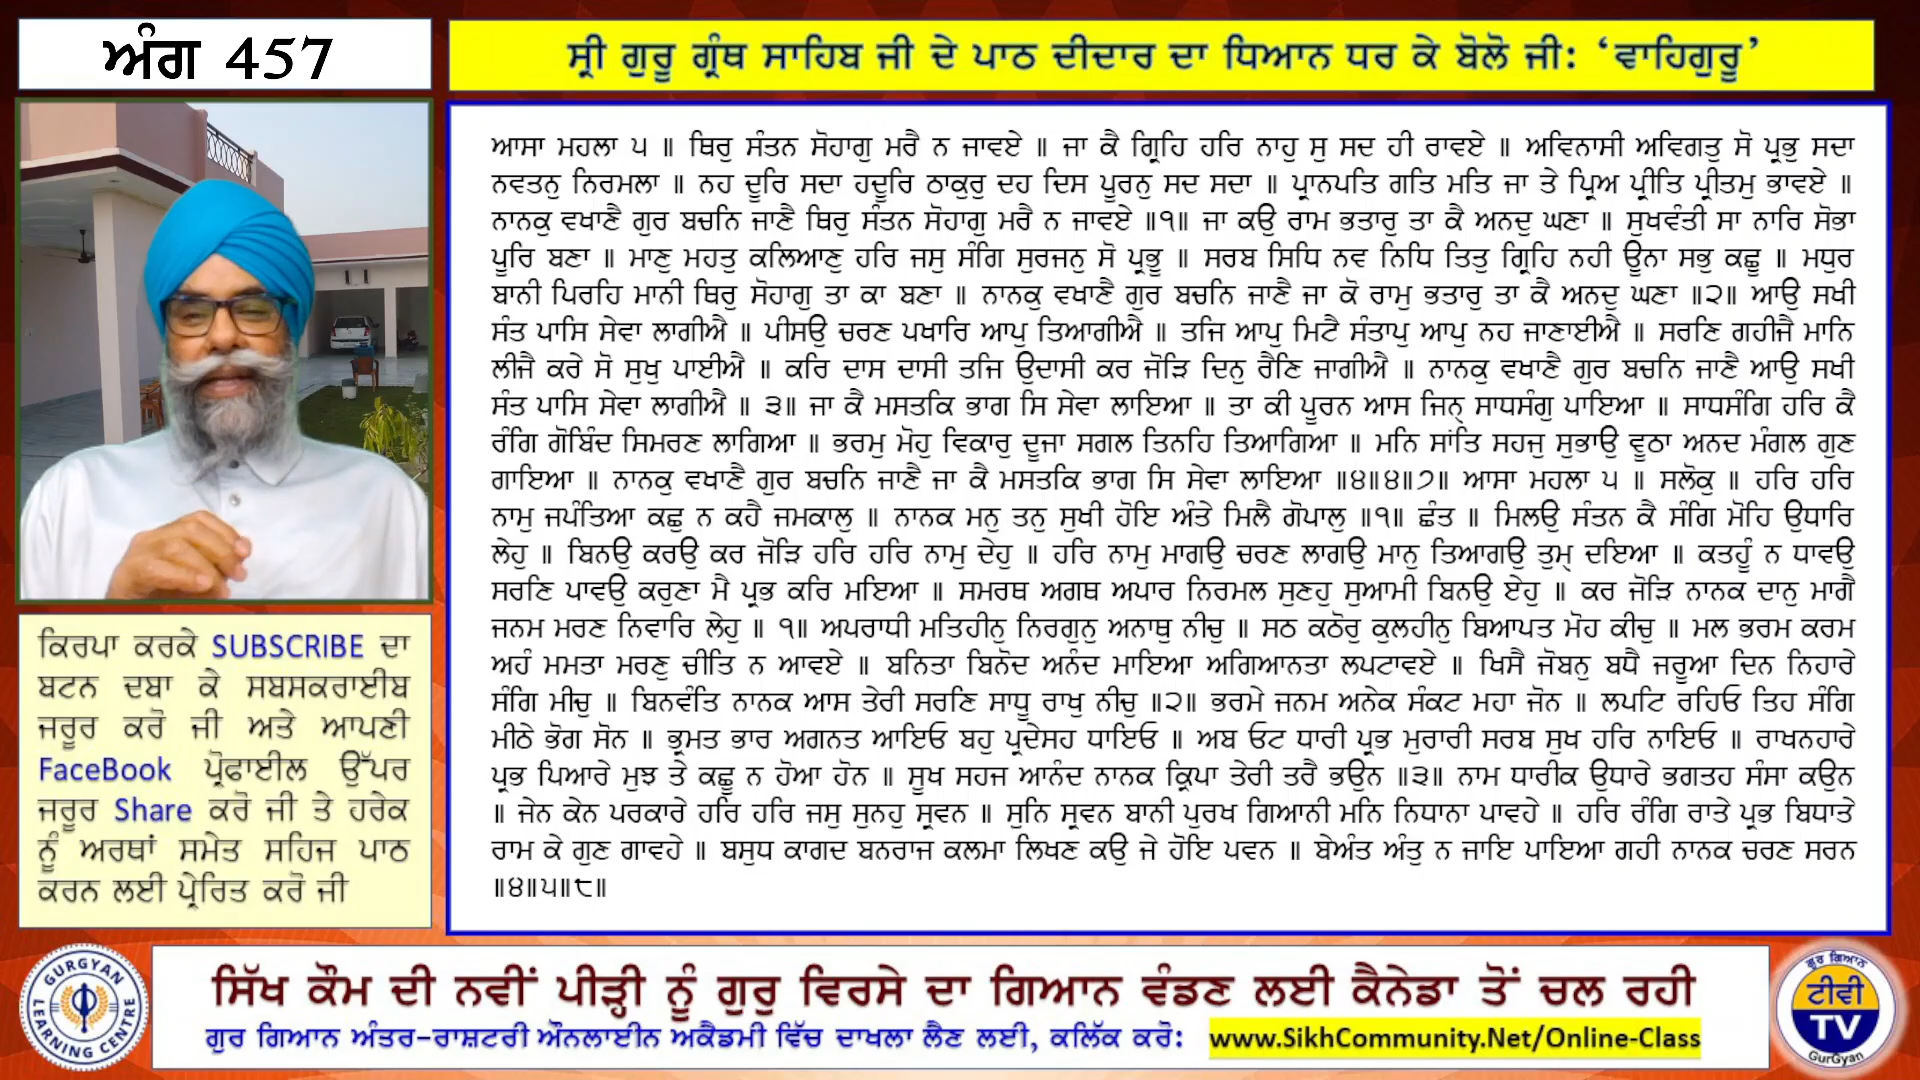 ਅੰਗ 457
ਸ੍ਰੀ ਗੁਰੂ ਗ੍ਰੰਥ ਸਾਹਿਬ ਜੀ ਦੇ ਪਾਠ ਦੀਦਾਰ ਦਾ ਧਿਆਨ ਧਰ ਕੇ ਬੋਲੋ ਜੀ: ‘ਵਾਹਿਗੁਰੂ’
ਆਸਾ ਮਹਲਾ ੫ ॥ ਥਿਰੁ ਸੰਤਨ ਸੋਹਾਗੁ ਮਰੈ ਨ ਜਾਵਏ ॥ ਜਾ ਕੈ ਗ੍ਰਿਹਿ ਹਰਿ ਨਾਹੁ ਸੁ ਸਦ ਹੀ ਰਾਵਏ ॥ ਅਵਿਨਾਸੀ ਅਵਿਗਤੁ ਸੋ ਪ੍ਰਭੁ ਸਦਾ
ਨਵਤਨੁ ਨਿਰਮਲਾ ॥ ਨਹ ਦੂਰਿ ਸਦਾ ਹਦੂਰਿ ਠਾਕੁਰੁ ਦਹ ਦਿਸ ਪੂਰਨੁ ਸਦ ਸਦਾ ॥ ਪ੍ਰਾਨਪਤਿ ਗਤਿ ਮਤਿ ਜਾ ਤੇ ਪ੍ਰਿਅ ਪ੍ਰੀਤਿ ਪ੍ਰੀਤਮੁ ਭਾਵਏ ॥
ਨਾਨਕੁ ਵਖਾਣੈ ਗੁਰ ਬਚਨਿ ਜਾਣੈ ਥਿਰੁ ਸੰਤਨ ਸੋਹਾਗੁ ਮਰੈ ਨ ਜਾਵਏ ॥੧॥ ਜਾ ਕਉ ਰਾਮ ਭਤਾਰੁ ਤਾ ਕੈ ਅਨਦੁ ਘਣਾ ॥ ਸੁਖਵੰਤੀ ਸਾ ਨਾਰਿ ਸੋਭਾ
ਪੂਰਿ ਬਣਾ ॥ ਮਾਣੁ ਮਹਤੁ ਕਲਿਆਣੁ ਹਰਿ ਜਸੁ ਸੰਗਿ ਸੁਰਜਨੁ ਸੋ ਪ੍ਰਭੂ ॥ ਸਰਬ ਸਿਧਿ ਨਵ ਨਿਧਿ ਤਿਤੁ ਗ੍ਰਿਹਿ ਨਹੀ ਊਨਾ ਸਭੁ ਕਛੂ ॥ ਮਧੁਰ
ਬਾਨੀ ਪਿਰਹਿ ਮਾਨੀ ਥਿਰੁ ਸੋਹਾਗੁ ਤਾ ਕਾ ਬਣਾ ॥ ਨਾਨਕੁ ਵਖਾਣੈ ਗੁਰ ਬਚਨਿ ਜਾਣੈ ਜਾ ਕੋ ਰਾਮੁ ਭਤਾਰੁ ਤਾ ਕੈ ਅਨਦੁ ਘਣਾ ॥੨॥ ਆਉ ਸਖੀ
ਸੰਤ ਪਾਸਿ ਸੇਵਾ ਲਾਗੀਐ ॥ ਪੀਸਉ ਚਰਣ ਪਖਾਰਿ ਆਪੁ ਤਿਆਗੀਐ ॥ ਤਜਿ ਆਪੁ ਮਿਟੈ ਸੰਤਾਪੁ ਆਪੁ ਨਹ ਜਾਣਾਈਐ ॥ ਸਰਣਿ ਗਹੀਜੈ ਮਾਨਿ
ਲੀਜੈ ਕਰੇ ਸੋ ਸੁਖੁ ਪਾਈਐ ॥ ਕਰਿ ਦਾਸ ਦਾਸੀ ਤਜਿ ਉਦਾਸੀ ਕਰ ਜੋੜਿ ਦਿਨੁ ਰੈਣਿ ਜਾਗੀਐ ॥ ਨਾਨਕੁ ਵਖਾਣੈ ਗੁਰ ਬਚਨਿ ਜਾਣੈ ਆਉ ਸਖੀ
ਸੰਤ ਪਾਸਿ ਸੇਵਾ ਲਾਗੀਐ ॥ ੩॥ ਜਾ ਕੈ ਮਸਤਕਿ ਭਾਗ ਸਿ ਸੇਵਾ ਲਾਇਆ ॥ ਤਾ ਕੀ ਪੂਰਨ ਆਸ ਜਿਨ੍ ਸਾਧਸੰਗੁ ਪਾਇਆ ॥ ਸਾਧਸੰਗਿ ਹਰਿ ਕੈ
ਰੰਗਿ ਗੋਬਿੰਦ ਸਿਮਰਣ ਲਾਗਿਆ ॥ ਭਰਮੁ ਮੋਹੁ ਵਿਕਾਰੁ ਦੂਜਾ ਸਗਲ ਤਿਨਹਿ ਤਿਆਗਿਆ ॥ ਮਨਿ ਸਾਂਤਿ ਸਹਜੁ ਸੁਭਾਉ ਵੂਠਾ ਅਨਦ ਮੰਗਲ ਗੁਣ
ਗਾਇਆ ॥ ਨਾਨਕੁ ਵਖਾਣੈ ਗੁਰ ਬਚਨਿ ਜਾਣੈ ਜਾ ਕੈ ਮਸਤਕਿ ਭਾਗ ਸਿ ਸੇਵਾ ਲਾਇਆ ॥੪॥੪॥੭॥ ਆਸਾ ਮਹਲਾ ੫ ॥ ਸਲੋਕੁ ॥ ਹਰਿ ਹਰਿ
ਨਾਮੁ ਜਪੰਤਿਆ ਕਛੁ ਨ ਕਹੈ ਜਮਕਾਲੁ ॥ ਨਾਨਕ ਮਨੁ ਤਨੁ ਸੁਖੀ ਹੋਇ ਅੰਤੇ ਮਿਲੈ ਗੋਪਾਲੁ ॥੧॥ ਛੰਤ ॥ ਮਿਲਉ ਸੰਤਨ ਕੈ ਸੰਗਿ ਮੋਹਿ ਉਧਾਰਿ
ਲੇਹੁ ॥ ਬਿਨਉ ਕਰਉ ਕਰ ਜੋੜਿ ਹਰਿ ਹਰਿ ਨਾਮੁ ਦੇਹੁ ॥ ਹਰਿ ਨਾਮੁ ਮਾਗਉ ਚਰਣ ਲਾਗਉ ਮਾਨੁ ਤਿਆਗਉ ਤੁਮ੍ ਦਇਆ ॥ ਕਤਹੂੰ ਨ ਧਾਵਉ
ਸਰਣਿ ਪਾਵਉ ਕਰੁਣਾ ਮੈ ਪ੍ਰਭ ਕਰਿ ਮਇਆ ॥ ਸਮਰਥ ਅਗਥ ਅਪਾਰ ਨਿਰਮਲ ਸੁਣਹੁ ਸੁਆਮੀ ਬਿਨਉ ਏਹੁ ॥ ਕਰ ਜੋੜਿ ਨਾਨਕ ਦਾਨੁ ਮਾਗੈ
ਜਨਮ ਮਰਣ ਨਿਵਾਰਿ ਲੇਹੁ ॥ ੧॥ ਅਪਰਾਧੀ ਮਤਿਹੀਨੁ ਨਿਰਗੁਨੁ ਅਨਾਥੁ ਨੀਚੁ ॥ ਸਠ ਕਠੋਰੁ ਕੁਲਹੀਨੁ ਬਿਆਪਤ ਮੋਹ ਕੀਚੁ ॥ ਮਲ ਭਰਮ ਕਰਮ
ਅਹੰ ਮਮਤਾ ਮਰਣੁ ਚੀਤਿ ਨ ਆਵਏ ॥ ਬਨਿਤਾ ਬਿਨੋਦ ਅਨੰਦ ਮਾਇਆ ਅਗਿਆਨਤਾ ਲਪਟਾਵਏ ॥ ਖਿਸੈ ਜੋਬਨੁ ਬਧੈ ਜਰੂਆ ਦਿਨ ਨਿਹਾਰੇ
ਸੰਗਿ ਮੀਚੁ ॥ ਬਿਨਵੰਤਿ ਨਾਨਕ ਆਸ ਤੇਰੀ ਸਰਣਿ ਸਾਧੂ ਰਾਖੁ ਨੀਚੁ ॥੨॥ ਭਰਮੇ ਜਨਮ ਅਨੇਕ ਸੰਕਟ ਮਹਾ ਜੋਨ ॥ ਲਪਟਿ ਰਹਿਓ ਤਿਹ ਸੰਗਿ
ਮੀਠੇ ਭੋਗ ਸੋਨ ॥ ਭ੍ਰਮਤ ਭਾਰ ਅਗਨਤ ਆਇਓ ਬਹੁ ਪ੍ਰਦੇਸਹ ਧਾਇਓ ॥ ਅਬ ਓਟ ਧਾਰੀ ਪ੍ਰਭ ਮੁਰਾਰੀ ਸਰਬ ਸੁਖ ਹਰਿ ਨਾਇਓ ॥ ਰਾਖਨਹਾਰੇ
ਪ੍ਰਭ ਪਿਆਰੇ ਮੁਝ ਤੇ ਕਛੂ ਨ ਹੋਆ ਹੋਨ ॥ ਸੂਖ ਸਹਜ ਆਨੰਦ ਨਾਨਕ ਕ੍ਰਿਪਾ ਤੇਰੀ ਤਰੈ ਭਉਨ ॥੩॥ ਨਾਮ ਧਾਰੀਕ ਉਧਾਰੇ ਭਗਤਹ ਸੰਸਾ ਕਉਨ
॥ ਜੇਨ ਕੇਨ ਪਰਕਾਰੇ ਹਰਿ ਹਰਿ ਜਸੁ ਸੁਨਹੁ ਸ੍ਰਵਨ ॥ ਸੁਨਿ ਸ੍ਰਵਨ ਬਾਨੀ ਪੁਰਖ ਗਿਆਨੀ ਮਨਿ ਨਿਧਾਨਾ ਪਾਵਹੇ ॥ ਹਰਿ ਰੰਗਿ ਰਾਤੇ ਪ੍ਰਭ ਬਿਧਾਤੇ
ਰਾਮ ਕੇ ਗੁਣ ਗਾਵਹੇ ॥ ਬਸੁਧ ਕਾਗਦ ਬਨਰਾਜ ਕਲਮਾ ਲਿਖਣ ਕਉ ਜੇ ਹੋਇ ਪਵਨ ॥ ਬੇਅੰਤ ਅੰਤੁ ਨ ਜਾਇ ਪਾਇਆ ਗਹੀ ਨਾਨਕ ਚਰਣ ਸਰਨ
॥੪॥੫॥੮॥
ਕਿਰਪਾ ਕਰਕੇ SUBSCRIBE ਦਾ
ਬਟਨ ਦਬਾ ਕੇ ਸਬਸਕਰਾਈਬ
ਜਰੂਰ ਕਰੋ ਜੀ ਅਤੇ ਆਪਣੀ
FaceBook ਪ੍ਰੋਫਾਈਲ ਉੱਪਰ
ਜਰੂਰ Share ਕਰੋ ਜੀ ਤੇ ਹਰੇਕ
ਨੂੰ ਅਰਥਾਂ ਸਮੇਤ ਸਹਿਜ ਪਾਠ
ਕਰਨ ਲਈ ਪ੍ਰੇਰਿਤ ਕਰੋ ਜੀ
GURGYAN
LEARNING CENTRE
ਸਿੱਖ ਕੌਮ ਦੀ ਨਵੀਂ ਪੀੜ੍ਹੀ ਨੂੰ ਗੁਰੁ ਵਿਰਸੇ ਦਾ ਗਿਆਨ ਵੰਡਣ ਲਈ ਕੈਨੇਡਾ ਤੋਂ ਚਲ ਰਹੀ
ਗੁਰ ਗਿਆਨ ਅੰਤਰ-ਰਾਸ਼ਟਰੀ ਔਨਲਾਈਨ ਅਕੈਡਮੀ ਵਿੱਚ ਦਾਖਲਾ ਲੈਣ ਲਈ, ਕਲਿੱਕ ਕਰੋ: www.SikhCommunity.Net/Online-Class
ਗੁਰ ਗਿਆਨ
ਟੀਵੀ
TV
GurGyan